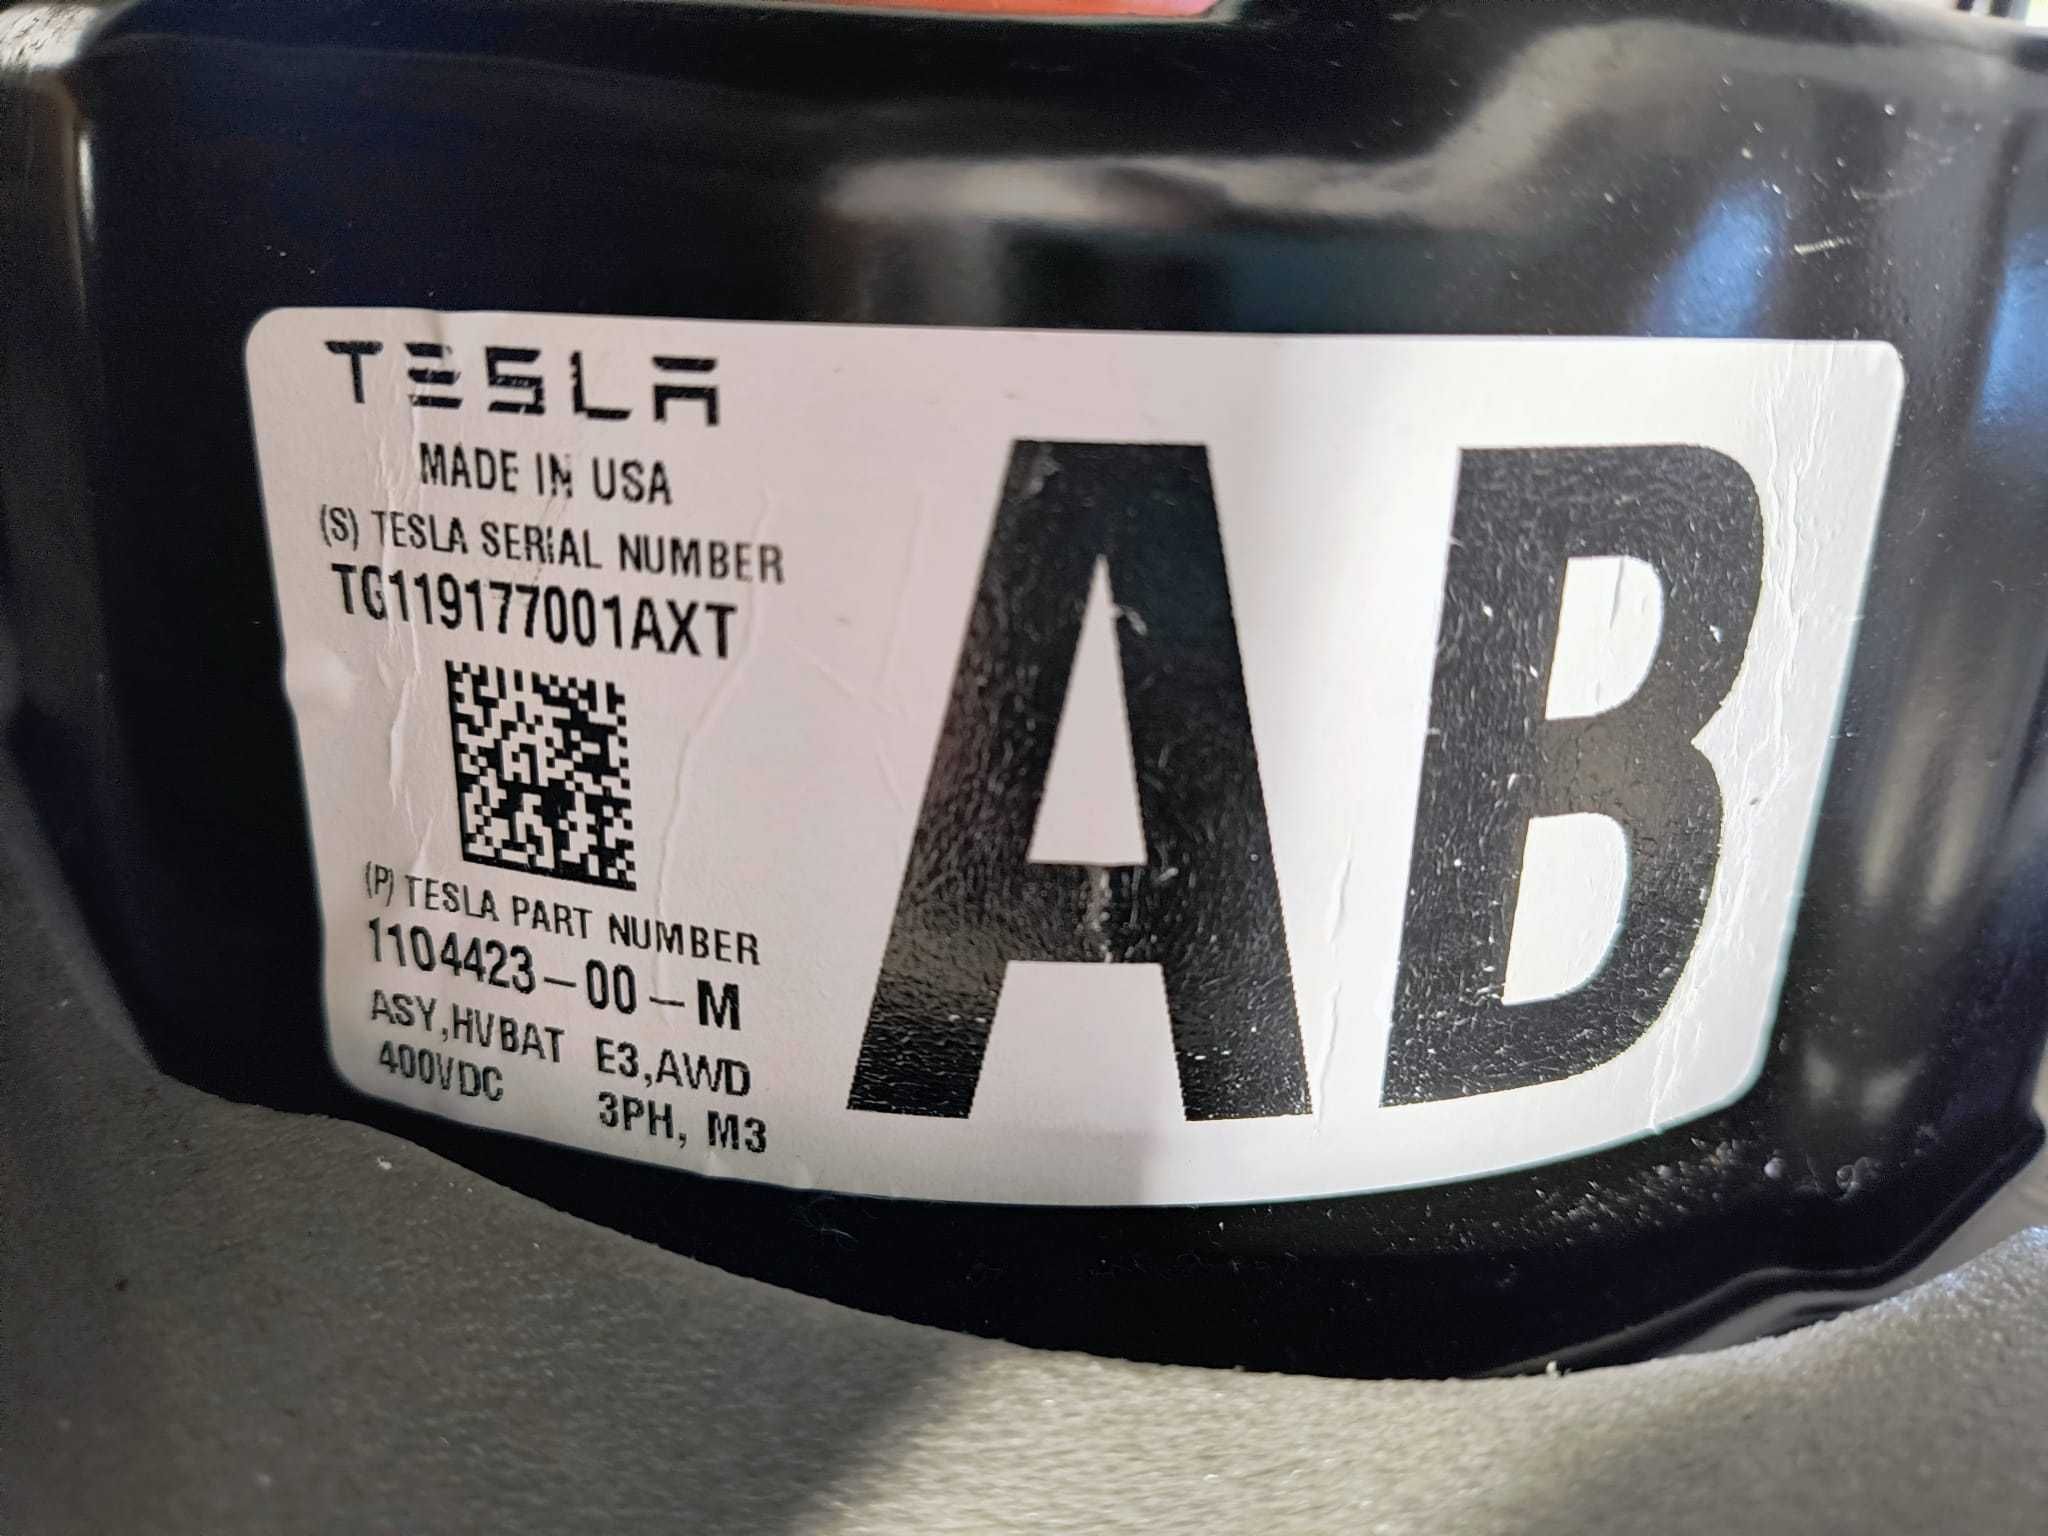 TESLA
MADE IN USA
(S) TESLA SERIAL NUMBER
TG119177001AXT
(P) TESLA PART NUMBER
1104423-00-M
ASY,HVBAT E3,AWD
400VDC 3PH, M3
AB